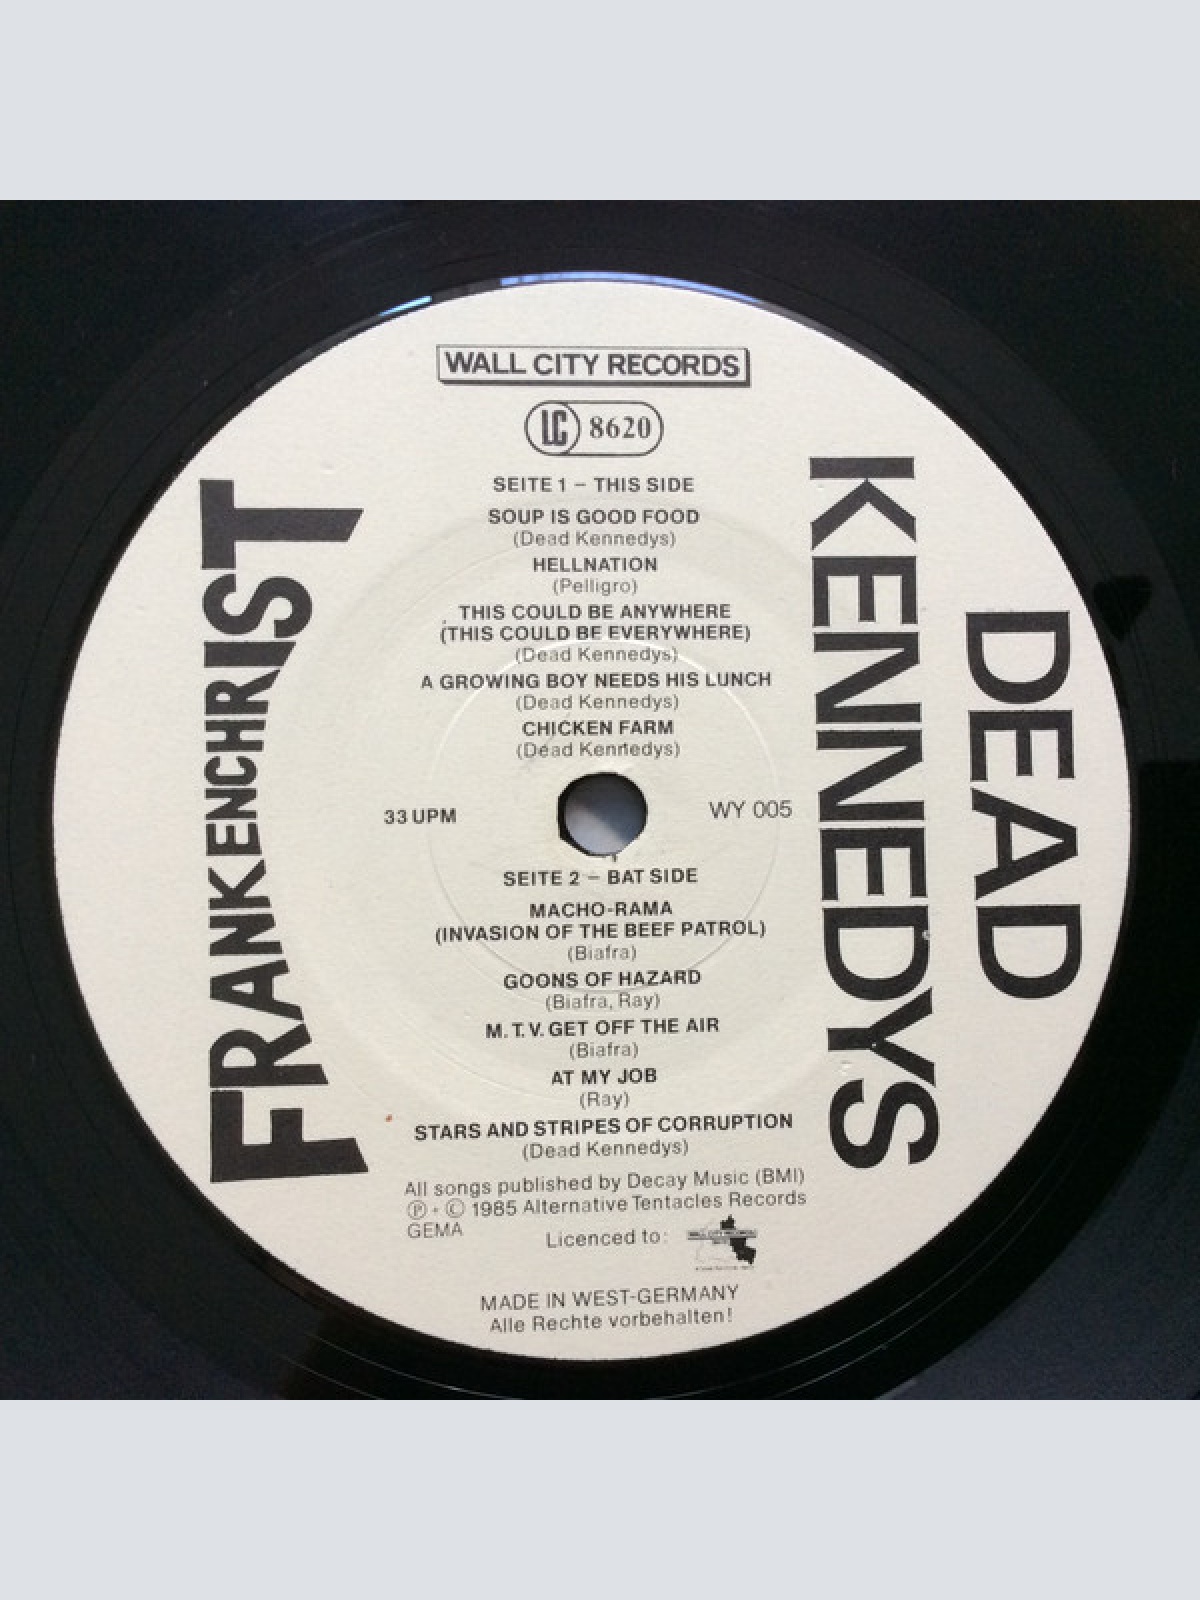 WALL CITY RECORDS
LC 8620
SEITE 1 – THIS SIDE
SOUP IS GOOD FOOD
(Dead Kennedys)
HELLNATION
(Pelligro)
THIS COULD BE ANYWHERE
(THIS COULD BE EVERYWHERE)
(Dead Kennedys)
A GROWING BOY NEEDS HIS LUNCH
(Dead Kennedys)
CHICKEN FARM
(Dead Kennedys)
33 UPM
WY 005
SEITE 2 – BAT SIDE
MACHO-RAMA
(INVASION OF THE BEEF PATROL)
(Biafra)
GOONS OF HAZARD
(Biafra, Ray)
M.T.V. GET OFF THE AIR
(Biafra)
AT MY JOB
(Ray)
STARS AND STRIPES OF CORRUPTION
(Dead Kennedys)
All songs published by Decay Music (BMI)
Ⓟ + © 1985 Alternative Tentacles Records
GEMA
Licenced to:
MADE IN WEST-GERMANY
Alle Rechte vorbehalten!
FRANKENCHRIST
DEAD
KENNEDYS